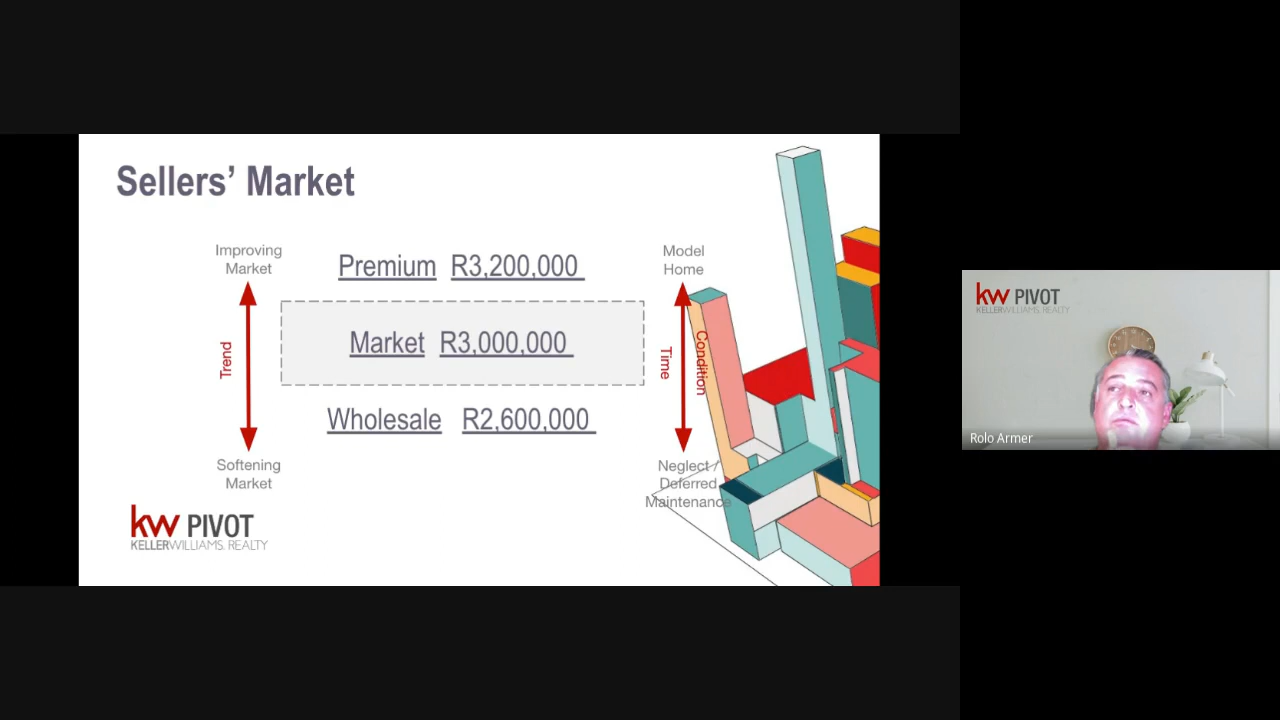 Sellers’ Market
Improving
Market
Premium R3,200,000
Model
Home
Trend
Market R3,000,000
Time
Condition
Wholesale R2,600,000
Softening
Market
Neglect /
Deferred
Maintenance
kw PIVOT
KELLERWILLIAMS. REALTY
kw PIVOT
KELLERWILLIAMS. REALTY
Rolo Armer